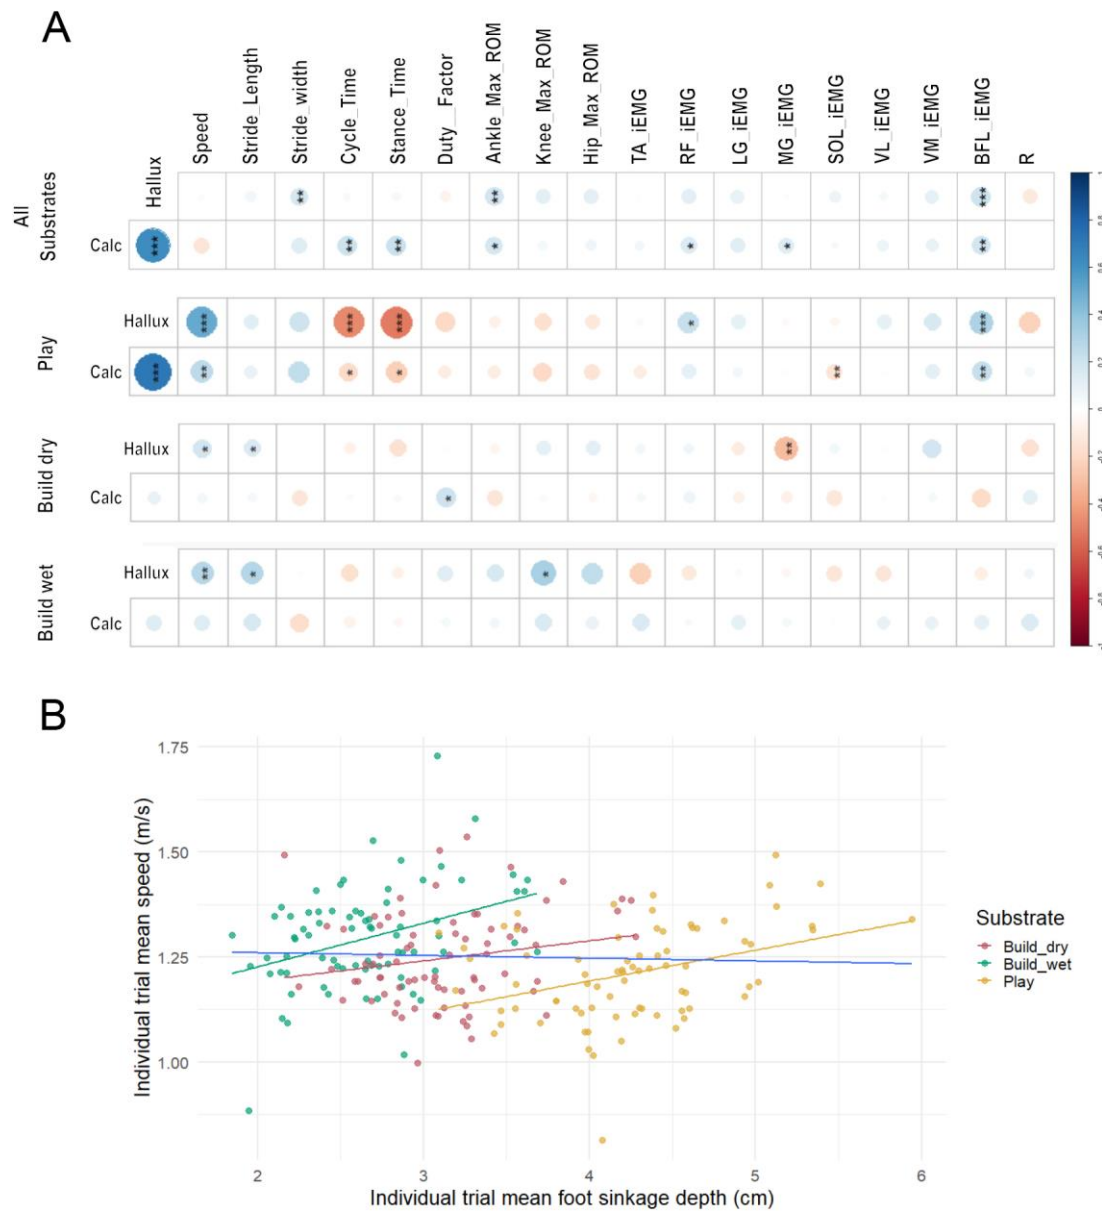 A
Hallux
Speed
Stride_Length
Stride_width
Cycle_Time
Stance_Time
Duty__Factor
Ankle_Max_ROM
Knee_Max_ROM
Hip_Max_ROM
TA_iEMG
RF_iEMG
LG_iEMG
MG_iEMG
SOL_iEMG
VL_iEMG
VM_iEMG
BFL_iEMG
R
All
Substrates
** ** ***
Calc
*** ** ** * * * **
Play
Hallux
*** *** *** * ***
Calc
*** ** * * ** **
Build dry
Hallux
* * **
Calc
*
Build wet
Hallux
** * *
Calc
B
Individual trial mean speed (m/s)
1.75
1.50
1.25
1.00
2 3 4 5 6
Individual trial mean foot sinkage depth (cm)
Substrate
Build_dry
Build_wet
Play